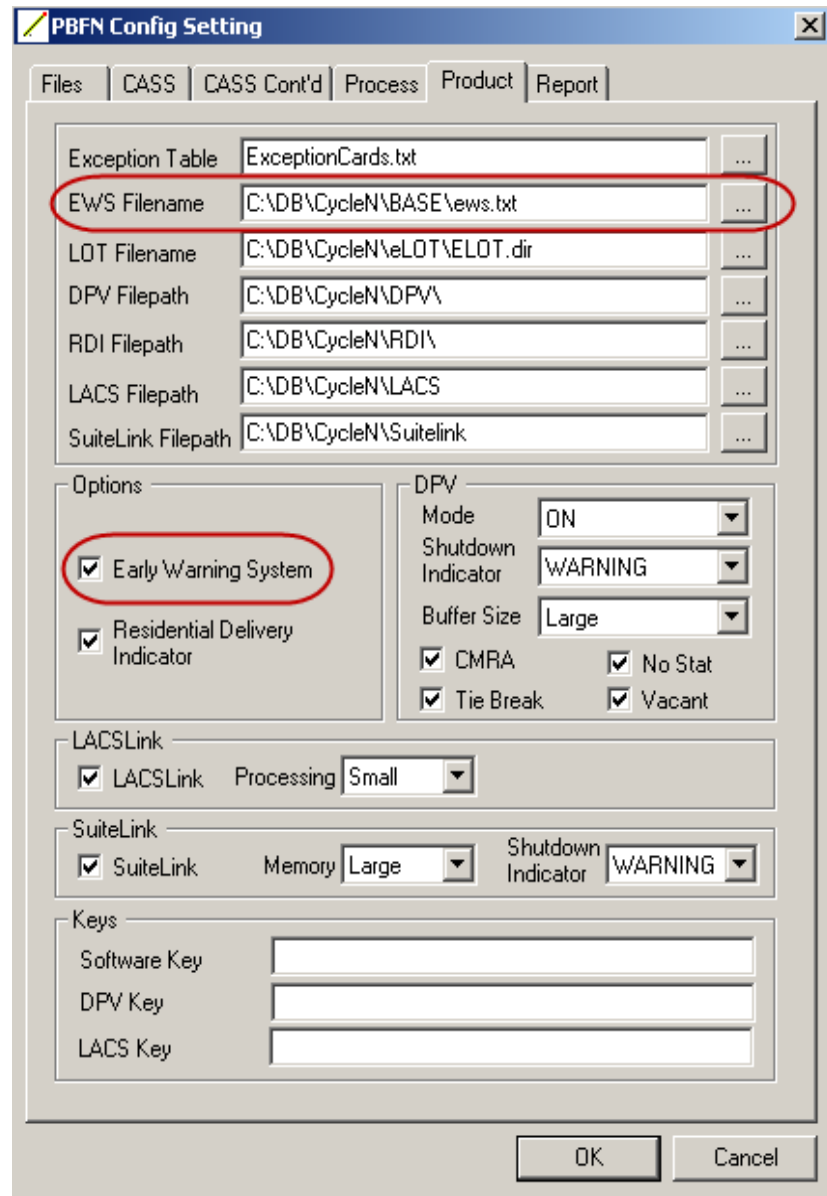 PBFN Config Setting
Files CASS CASS Cont'd Process Product Report
Exception Table ExceptionCards.txt ...
EWS Filename C:\DB\CycleN\BASE\ews.txt ...
LOT Filename C:\DB\CycleN\eLOT\ELOT.dir ...
DPV Filepath C:\DB\CycleN\DPV\ ...
RDI Filepath C:\DB\CycleN\RDI\ ...
LACS Filepath C:\DB\CycleN\LACS ...
SuiteLink Filepath C:\DB\CycleN\Suitelink ...
Options
Early Warning System
Residential Delivery
Indicator
DPV
Mode ON
Shutdown
Indicator WARNING
Buffer Size Large
CMRA No Stat
Tie Break Vacant
LACSLink
LACSLink Processing Small
SuiteLink
SuiteLink Memory Large Shutdown
Indicator WARNING
Keys
Software Key
DPV Key
LACS Key
OK Cancel